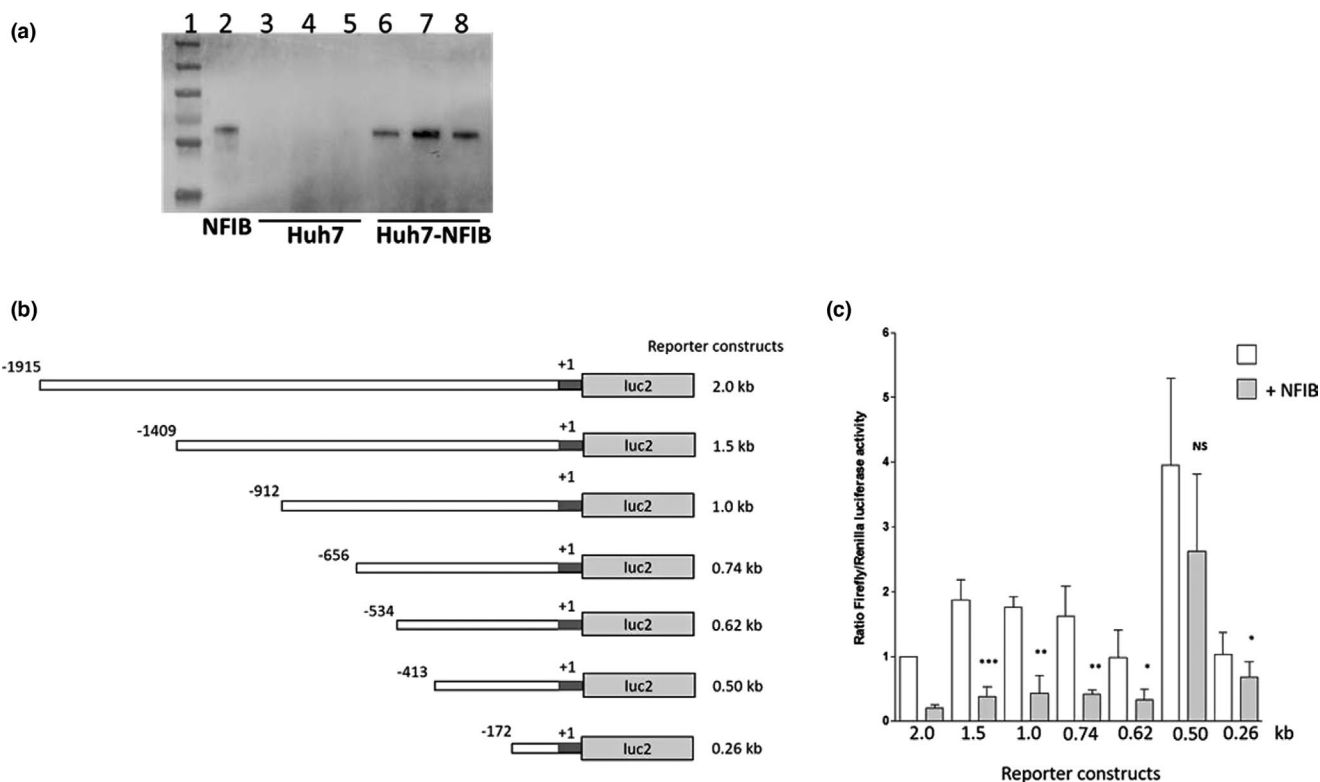 (a)
1 2 3 4 5 6 7 8
NFIB Huh7 Huh7-NFIB
(b)
Reporter constructs
-1915 +1
luc2 2.0 kb
-1409 +1
luc2 1.5 kb
-912 +1
luc2 1.0 kb
-656 +1
luc2 0.74 kb
-534 +1
luc2 0.62 kb
-413 +1
luc2 0.50 kb
-172 +1
luc2 0.26 kb
(c)
Ratio Firefly/Renilla luciferase activity
6
5
4
3
2
1
0
+ NFIB
NS
*** ** ** * *
2.0 1.5 1.0 0.74 0.62 0.50 0.26 kb
Reporter constructs